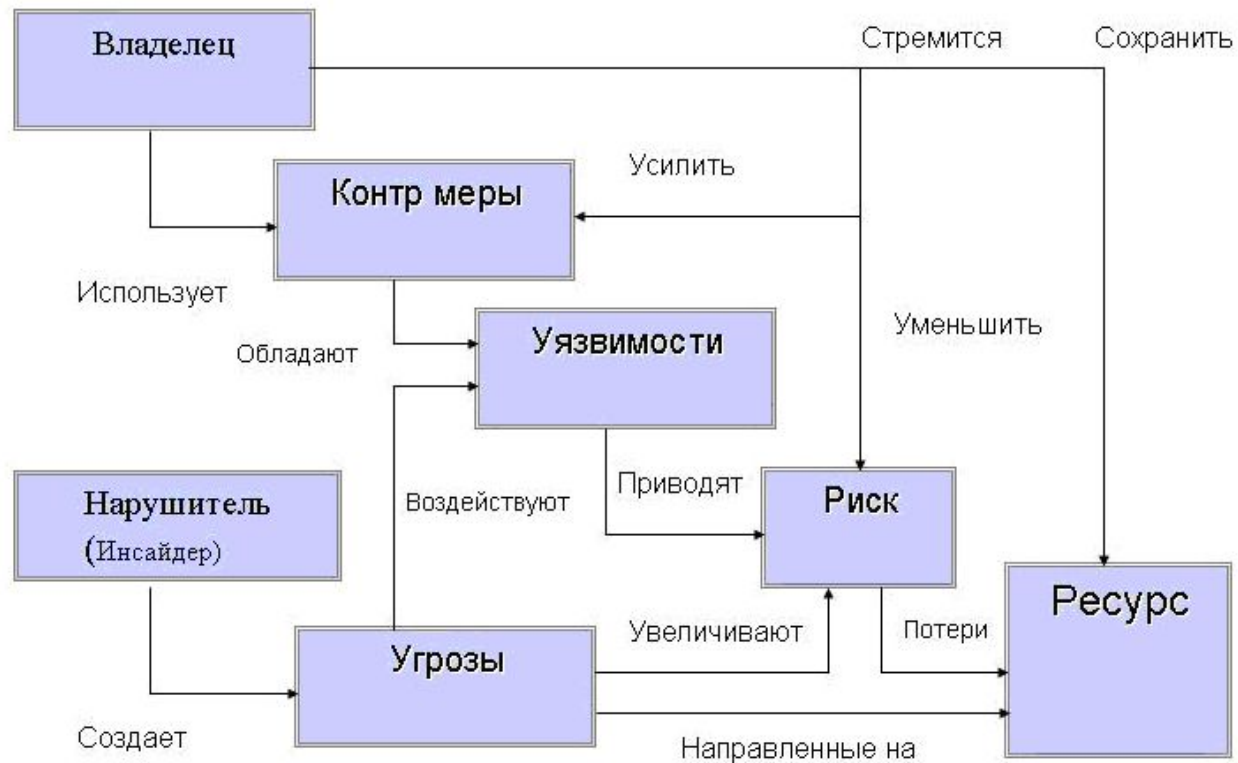 Владелец
Стремится
Сохранить
Контр меры
Усилить
Использует
Обладают
Уязвимости
Уменьшить
Нарушитель
(Инсайдер)
Воздействуют
Приводят
Риск
Ресурс
Угрозы
Увеличивают
Потери
Создает
Направленные на